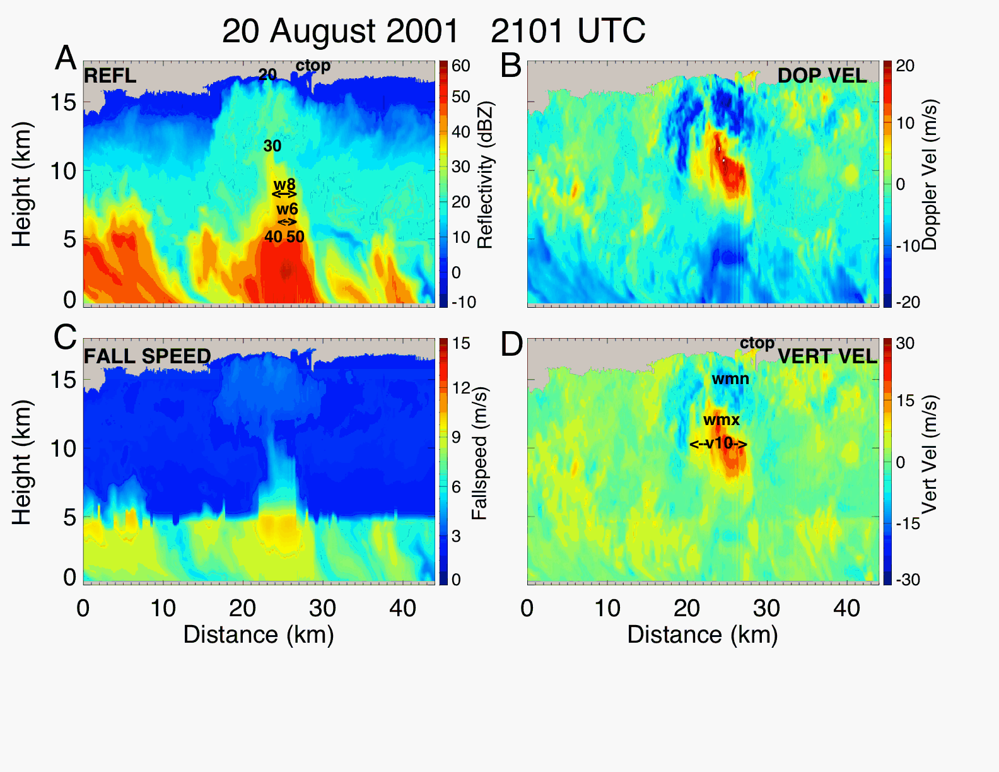 20 August 2001 2101 UTC
A
REFL
20
ctop
30
w8
<-->
w6
<->
40 50
15
10
5
0
Height (km)
60
50
40
30
20
10
0
-10
Reflectivity (dBZ)
B
DOP VEL
20
10
0
-10
-20
Doppler Vel (m/s)
C
FALL SPEED
15
10
5
0
Height (km)
0 10 20 30 40
Distance (km)
15
12
9
6
3
0
Fallspeed (m/s)
D
ctop
VERT VEL
wmn
wmx
<--v10-->
0 10 20 30 40
Distance (km)
30
15
0
-15
-30
Vert Vel (m/s)